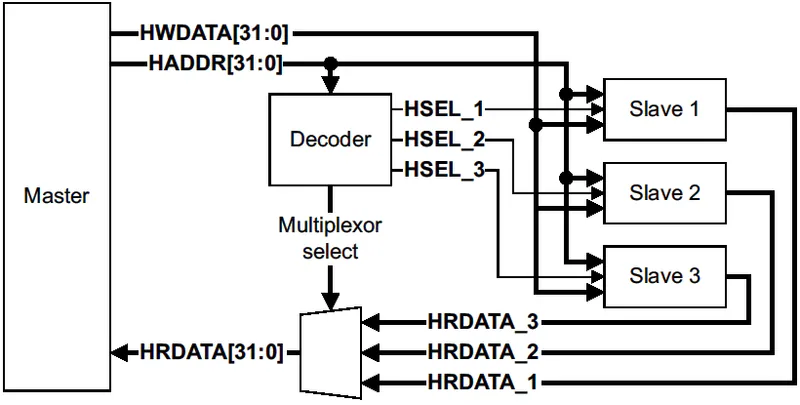 HWDATA[31:0]
HADDR[31:0]
Master
Decoder
HSEL_1
HSEL_2
HSEL_3
Slave 1
Slave 2
Slave 3
Multiplexor
select
HRDATA[31:0]
HRDATA_3
HRDATA_2
HRDATA_1